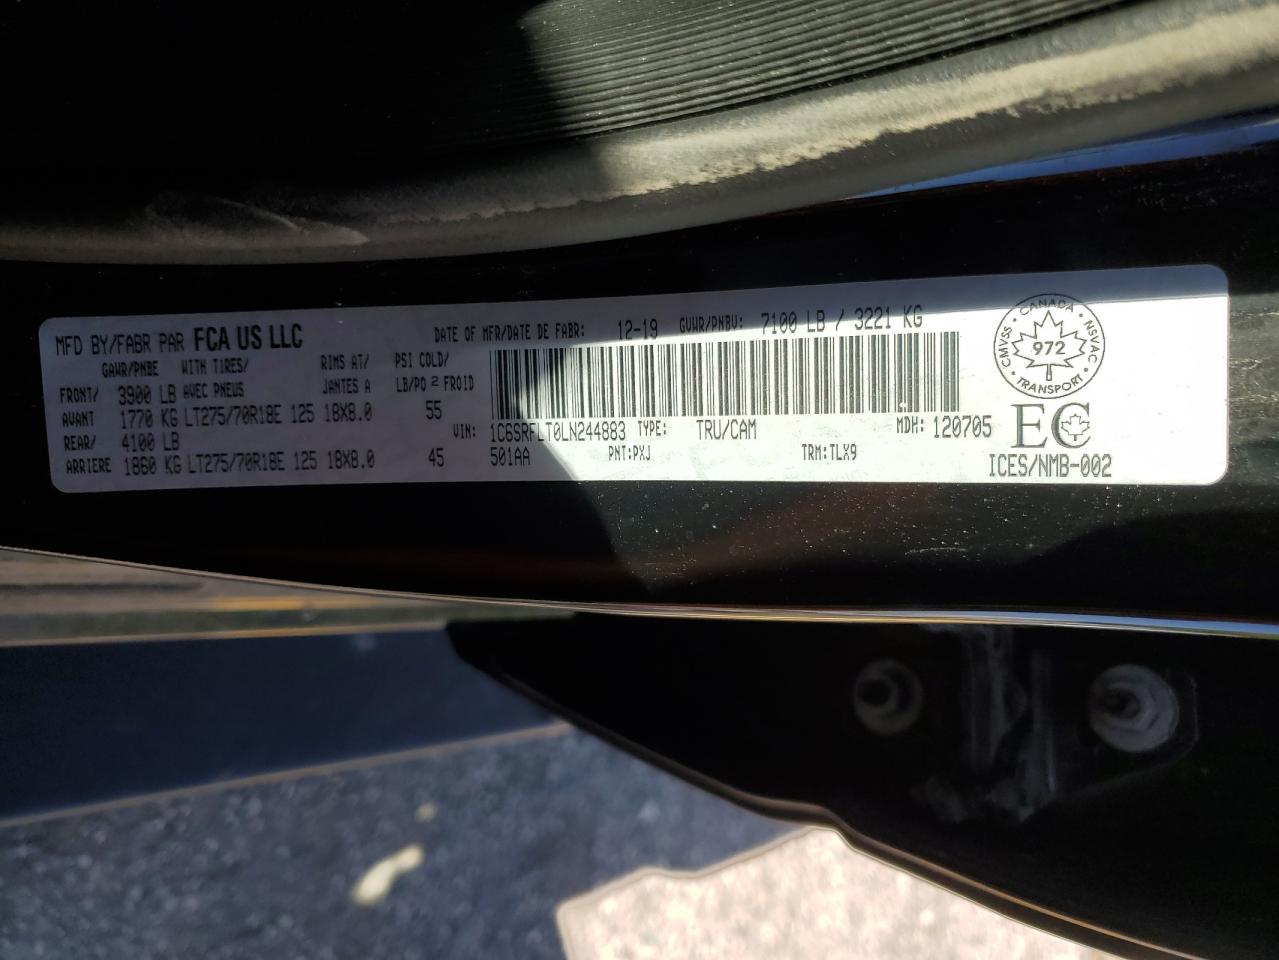 MFD BY/FABR PAR FCA US LLC DATE OF MFR/DATE DE FABR: 12-19 GVWR/PNBV: 7100 LB / 3221 KG
GAWR/PNBE WITH TIRES/ RIMS AT/ PSI COLD/
FRONT/ 3900 LB AVEC PNEUS JANTES A LB/PO 2 FROID
AVANT 1770 KG LT275/70R18E 125 18X8.0 55
REAR/ 4100 LB VIN: 1C6SRFLT0LN244883 TYPE: TRU/CAM MDH: 120705
ARRIERE 1860 KG LT275/70R18E 125 18X8.0 45 501AA PNT:PXJ TRM:TLX9
CANADA
CMVSS 972 NSVAC
TRANSPORT
EC
ICES/NMB-002